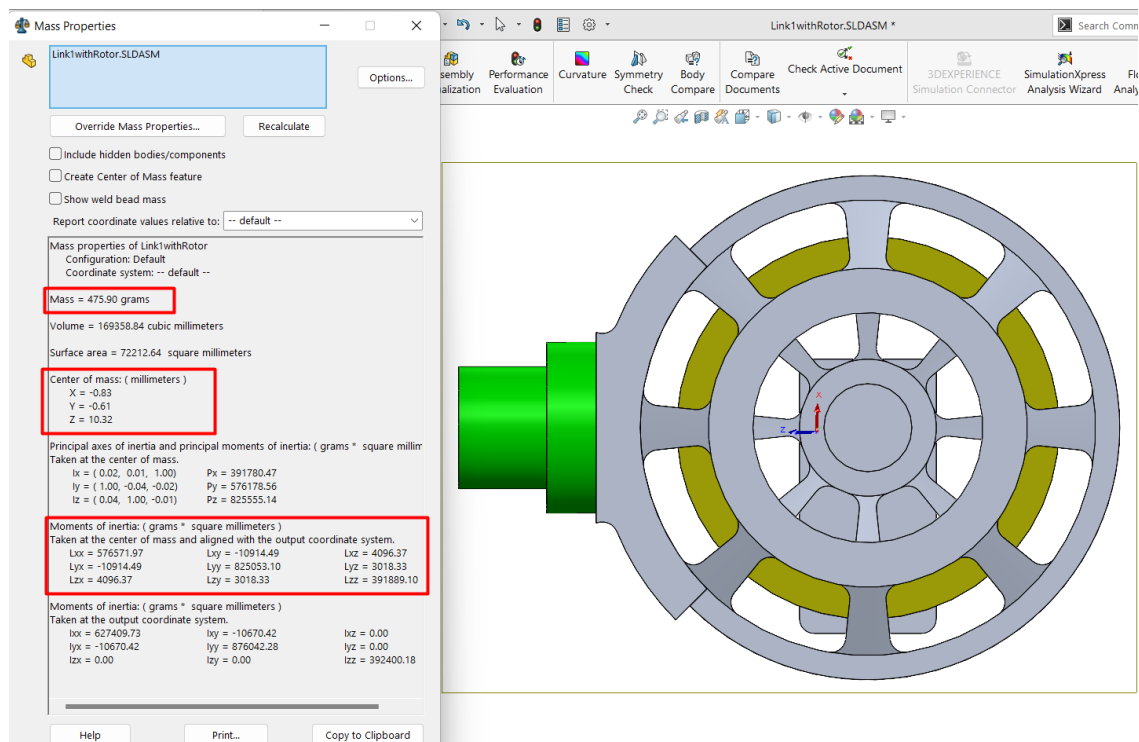 Mass Properties
Link1withRotor.SLDASM
Options...
Override Mass Properties...
Recalculate
Include hidden bodies/components
Create Center of Mass feature
Show weld bead mass
Report coordinate values relative to: -- default --
Mass properties of Link1withRotor
Configuration: Default
Coordinate system: -- default --
Mass = 475.90 grams
Volume = 169358.84 cubic millimeters
Surface area = 72212.64 square millimeters
Center of mass: ( millimeters )
X = -0.83
Y = -0.61
Z = 10.32
Principal axes of inertia and principal moments of inertia: ( grams * square millim
Taken at the center of mass.
Ix = ( 0.02, 0.01, 1.00) Px = 391780.47
Iy = ( 1.00, -0.04, -0.02) Py = 576178.56
Iz = ( 0.04, 1.00, -0.01) Pz = 825555.14
Moments of inertia: ( grams * square millimeters )
Taken at the center of mass and aligned with the output coordinate system.
Lxx = 576571.97 Lxy = -10914.49 Lxz = 4096.37
Lyx = -10914.49 Lyy = 825053.10 Lyz = 3018.33
Lzx = 4096.37 Lzy = 3018.33 Lzz = 391889.10
Moments of inertia: ( grams * square millimeters )
Taken at the output coordinate system.
Ixx = 627409.73 Ixy = -10670.42 Ixz = 0.00
Iyx = -10670.42 Iyy = 876042.28 Iyz = 0.00
Izx = 0.00 Izy = 0.00 Izz = 392400.18
Help
Print...
Copy to Clipboard
Link1withRotor.SLDASM *
Search Comm
sembly
alization
Performance
Evaluation
Curvature
Symmetry
Check
Body
Compare
Compare
Documents
Check Active Document
3DEXPERIENCE
Simulation Connector
SimulationXpress
Analysis Wizard
Flo
Analy
X
Z